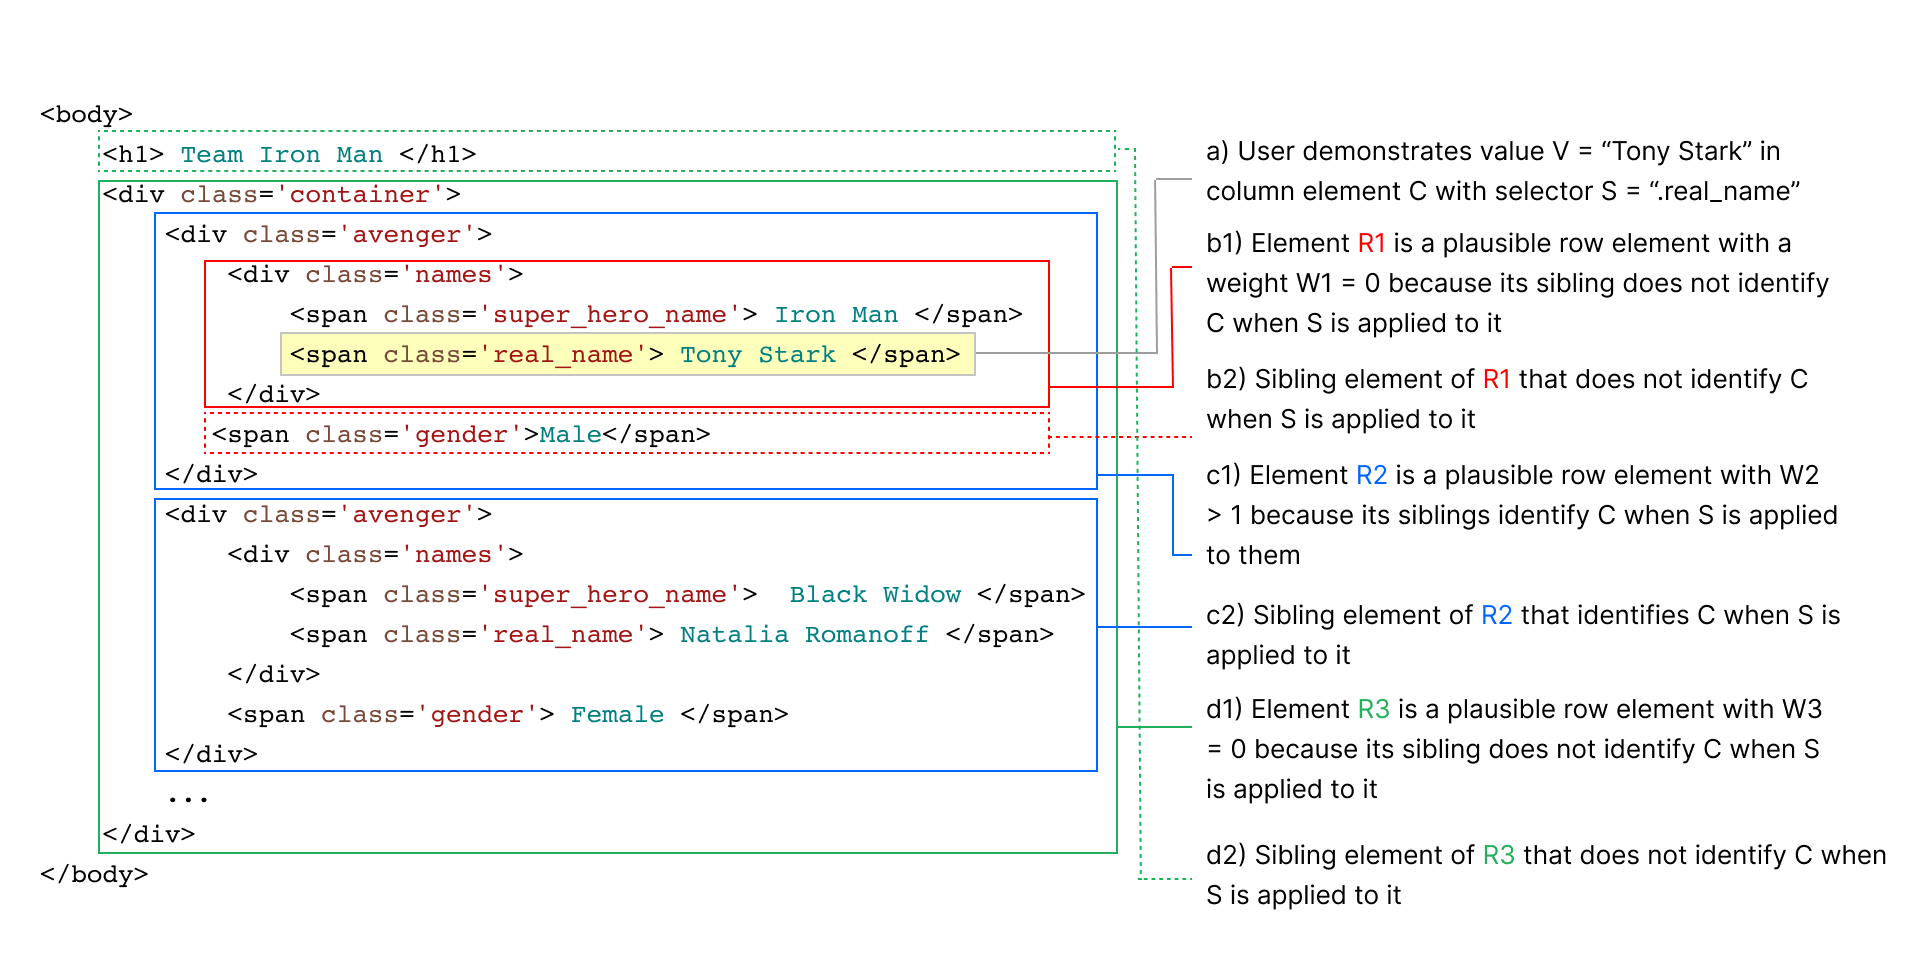 <body>
<h1> Team Iron Man </h1>
<div class='container'>
<div class='avenger'>
<div class='names'>
<span class='super_hero_name'> Iron Man </span>
<span class='real_name'> Tony Stark </span>
</div>
<span class='gender'>Male</span>
</div>
<div class='avenger'>
<div class='names'>
<span class='super_hero_name'> Black Widow </span>
<span class='real_name'> Natalia Romanoff </span>
</div>
<span class='gender'> Female </span>
</div>
...
</div>
</body>
a) User demonstrates value V = “Tony Stark” in
column element C with selector S = “.real_name”
b1) Element R1 is a plausible row element with a
weight W1 = 0 because its sibling does not identify
C when S is applied to it
b2) Sibling element of R1 that does not identify C
when S is applied to it
c1) Element R2 is a plausible row element with W2
> 1 because its siblings identify C when S is applied
to them
c2) Sibling element of R2 that identifies C when S is
applied to it
d1) Element R3 is a plausible row element with W3
= 0 because its sibling does not identify C when S
is applied to it
d2) Sibling element of R3 that does not identify C when
S is applied to it